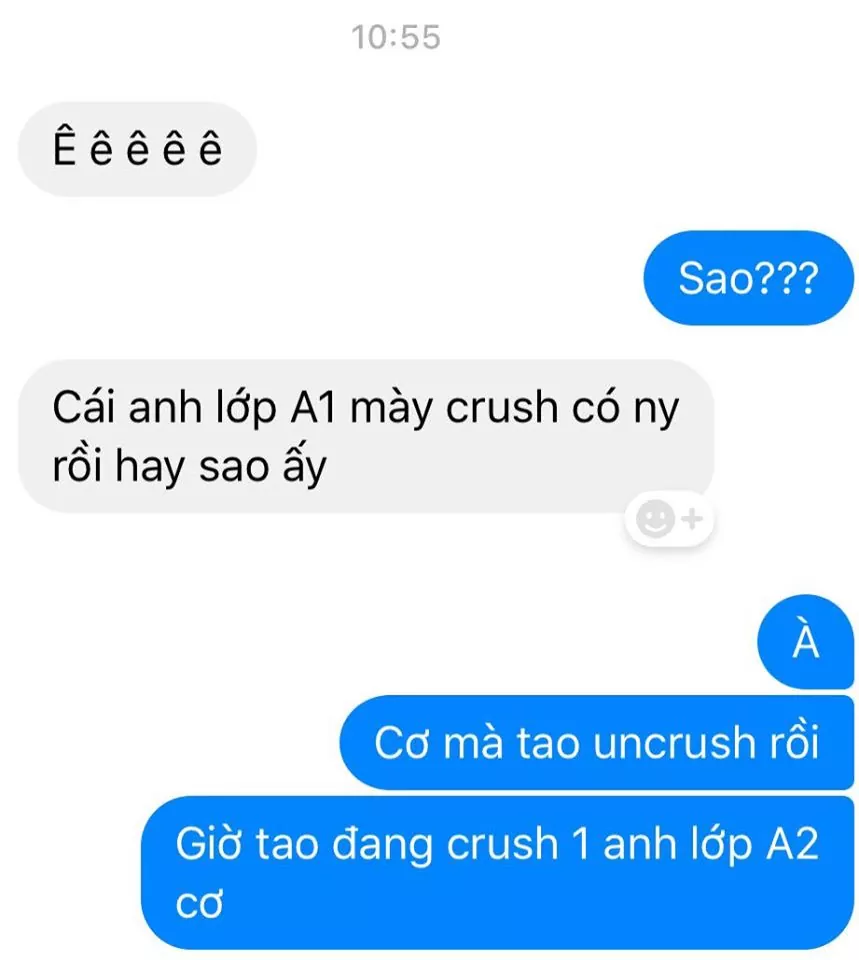 10:55
Ê ê ê ê ê
Sao???
Cái anh lớp A1 mày crush có ny
rồi hay sao ấy
À
Cơ mà tao uncrush rồi
Giờ tao đang crush 1 anh lớp A2
cơ